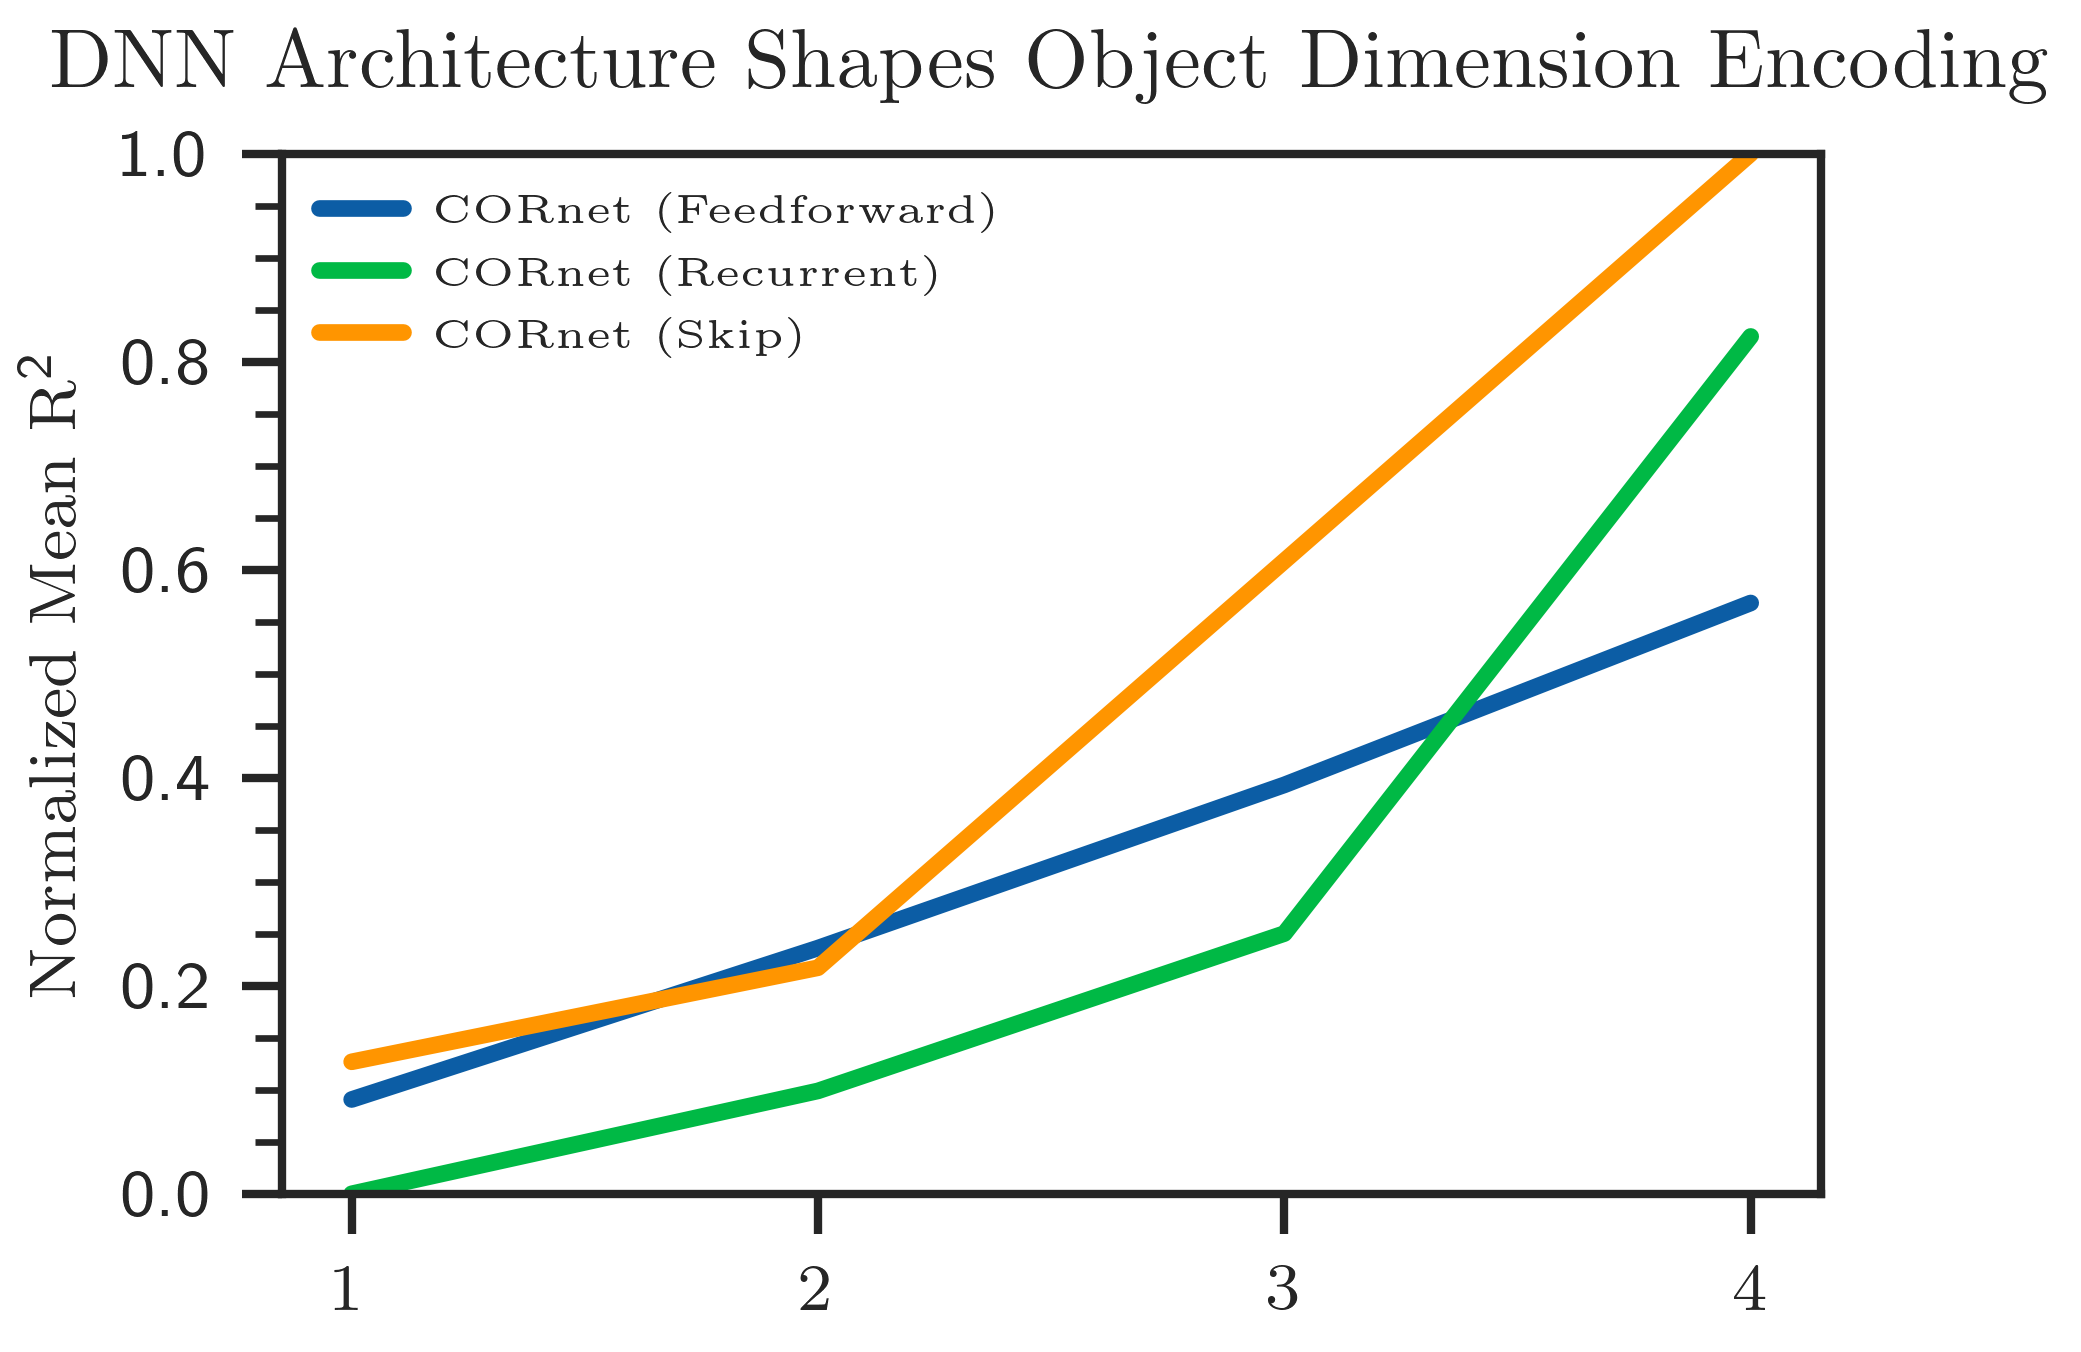 DNN Architecture Shapes Object Dimension Encoding
Normalized Mean R²
1.0
0.8
0.6
0.4
0.2
0.0
CORnet (Feedforward)
CORnet (Recurrent)
CORnet (Skip)
1 2 3 4